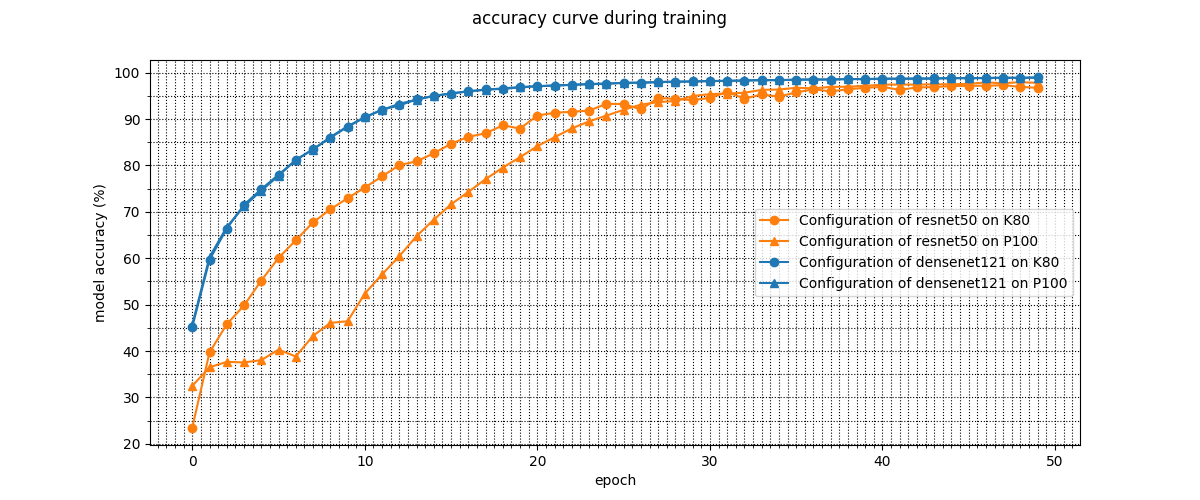 accuracy curve during training
100
90
80
70
60
50
40
30
20
model accuracy (%)
Configuration of resnet50 on K80
Configuration of resnet50 on P100
Configuration of densenet121 on K80
Configuration of densenet121 on P100
0 10 20 30 40 50
epoch